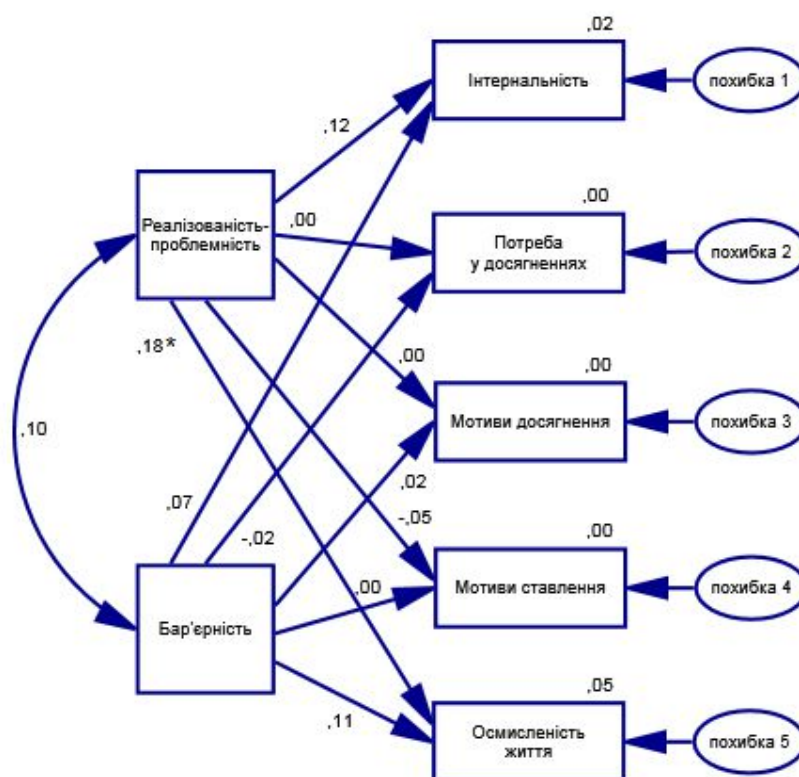 ,02
Інтернальність
похибка 1
,12
Реалізованість-
проблемність
,00
,00
Потреба
у досягненнях
похибка 2
,18*
,00
,00
Мотиви досягнення
похибка 3
,10
,07
-,02
,02
-,05
,00
Бар'єрність
,00
Мотиви ставлення
похибка 4
,11
,05
Осмисленість
життя
похибка 5